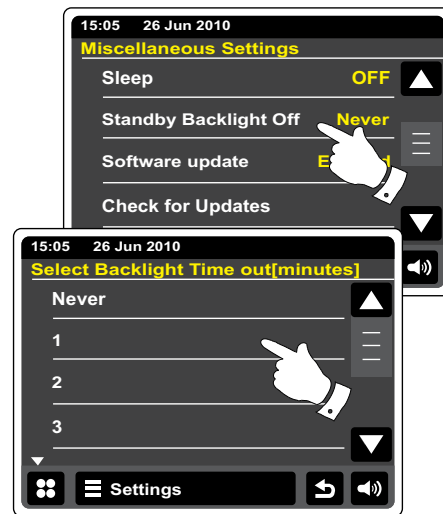 15:05 26 Jun 2010
Miscellaneous Settings
Sleep OFF
Standby Backlight Off Never
Software update
Check for Updates
15:05 26 Jun 2010
Select Backlight Time out[minutes]
Never
1
2
3
Settings